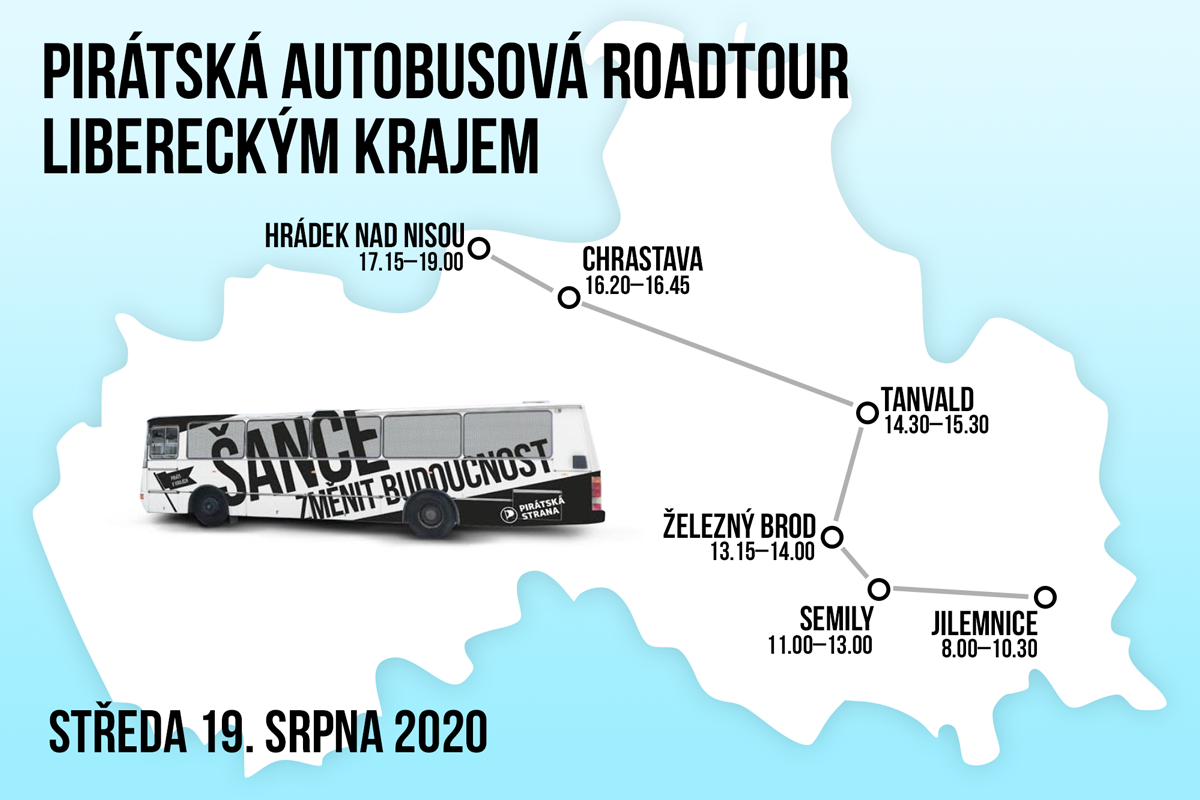 PIRÁTSKÁ AUTOBUSOVÁ ROADTOUR
LIBERECKÝM KRAJEM
HRÁDEK NAD NISOU
17.15–19.00
CHRASTAVA
16.20–16.45
TANVALD
14.30–15.30
ŠANCE
ZMĚNIT BUDOUCNOST
PIRÁTSKÁ
STRANA
ŽELEZNÝ BROD
13.15–14.00
SEMILY
11.00–13.00
JILEMNICE
8.00–10.30
STŘEDA 19. SRPNA 2020